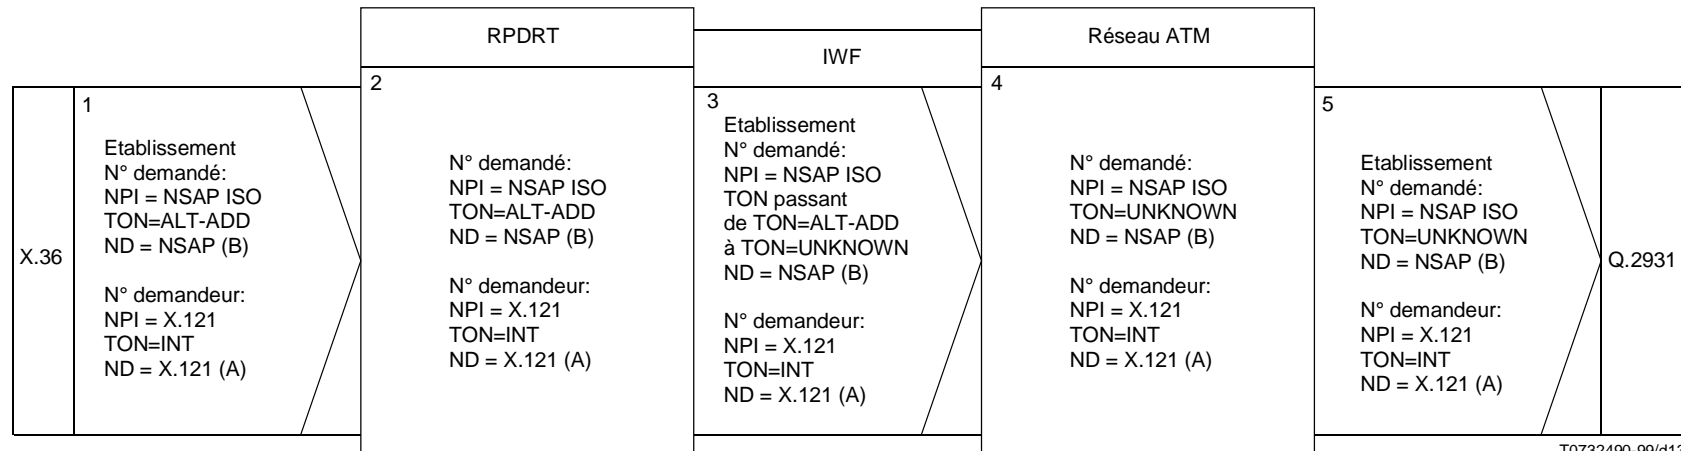 RPDRT
IWF
Réseau ATM
X.36
1
Etablissement
N° demandé:
NPI = NSAP ISO
TON=ALT-ADD
ND = NSAP (B)
N° demandeur:
NPI = X.121
TON=INT
ND = X.121 (A)
2
N° demandé:
NPI = NSAP ISO
TON=ALT-ADD
ND = NSAP (B)
N° demandeur:
NPI = X.121
TON=INT
ND = X.121 (A)
3
Etablissement
N° demandé:
NPI = NSAP ISO
TON passant
de TON=ALT-ADD
à TON=UNKNOWN
ND = NSAP (B)
N° demandeur:
NPI = X.121
TON=INT
ND = X.121 (A)
4
N° demandé:
NPI = NSAP ISO
TON=UNKNOWN
ND = NSAP (B)
N° demandeur:
NPI = X.121
TON=INT
ND = X.121 (A)
5
Etablissement
N° demandé:
NPI = NSAP ISO
TON=UNKNOWN
ND = NSAP (B)
N° demandeur:
NPI = X.121
TON=INT
ND = X.121 (A)
Q.2931